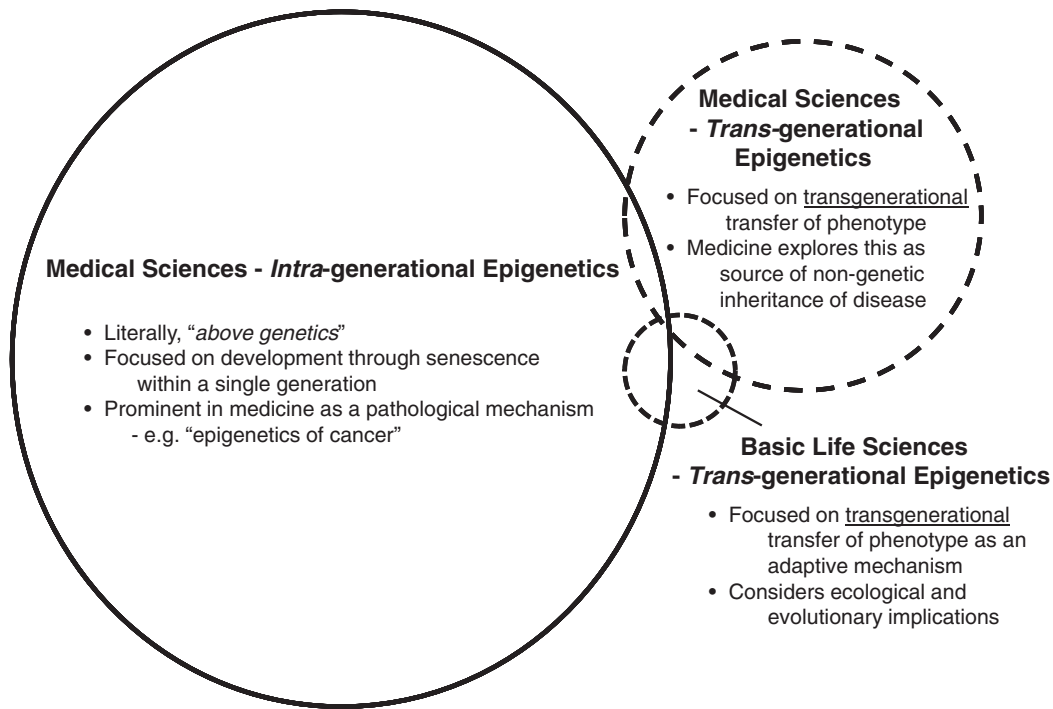 Medical Sciences
- Trans-generational
Epigenetics
• Focused on transgenerational
transfer of phenotype
• Medicine explores this as
source of non-genetic
inheritance of disease
Medical Sciences - Intra-generational Epigenetics
• Literally, “above genetics”
• Focused on development through senescence
within a single generation
• Prominent in medicine as a pathological mechanism
- e.g. “epigenetics of cancer”
Basic Life Sciences
- Trans-generational Epigenetics
• Focused on transgenerational
transfer of phenotype as an
adaptive mechanism
• Considers ecological and
evolutionary implications